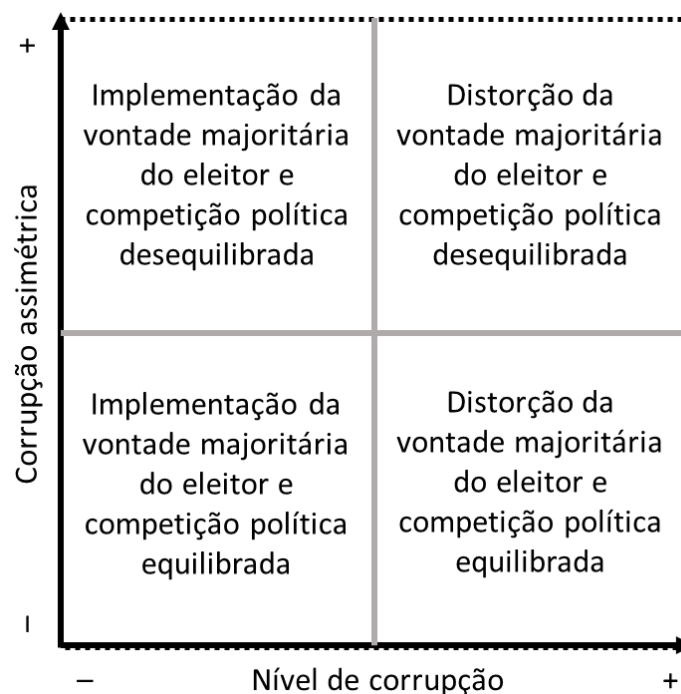 +
Implementação da
vontade majoritária
do eleitor e
competição política
desequilibrada
Distorção da
vontade majoritária
do eleitor e
competição política
desequilibrada
Corrupção assimétrica
Implementação da
vontade majoritária
do eleitor e
competição política
equilibrada
Distorção da
vontade majoritária
do eleitor e
competição política
equilibrada
–
– Nível de corrupção +